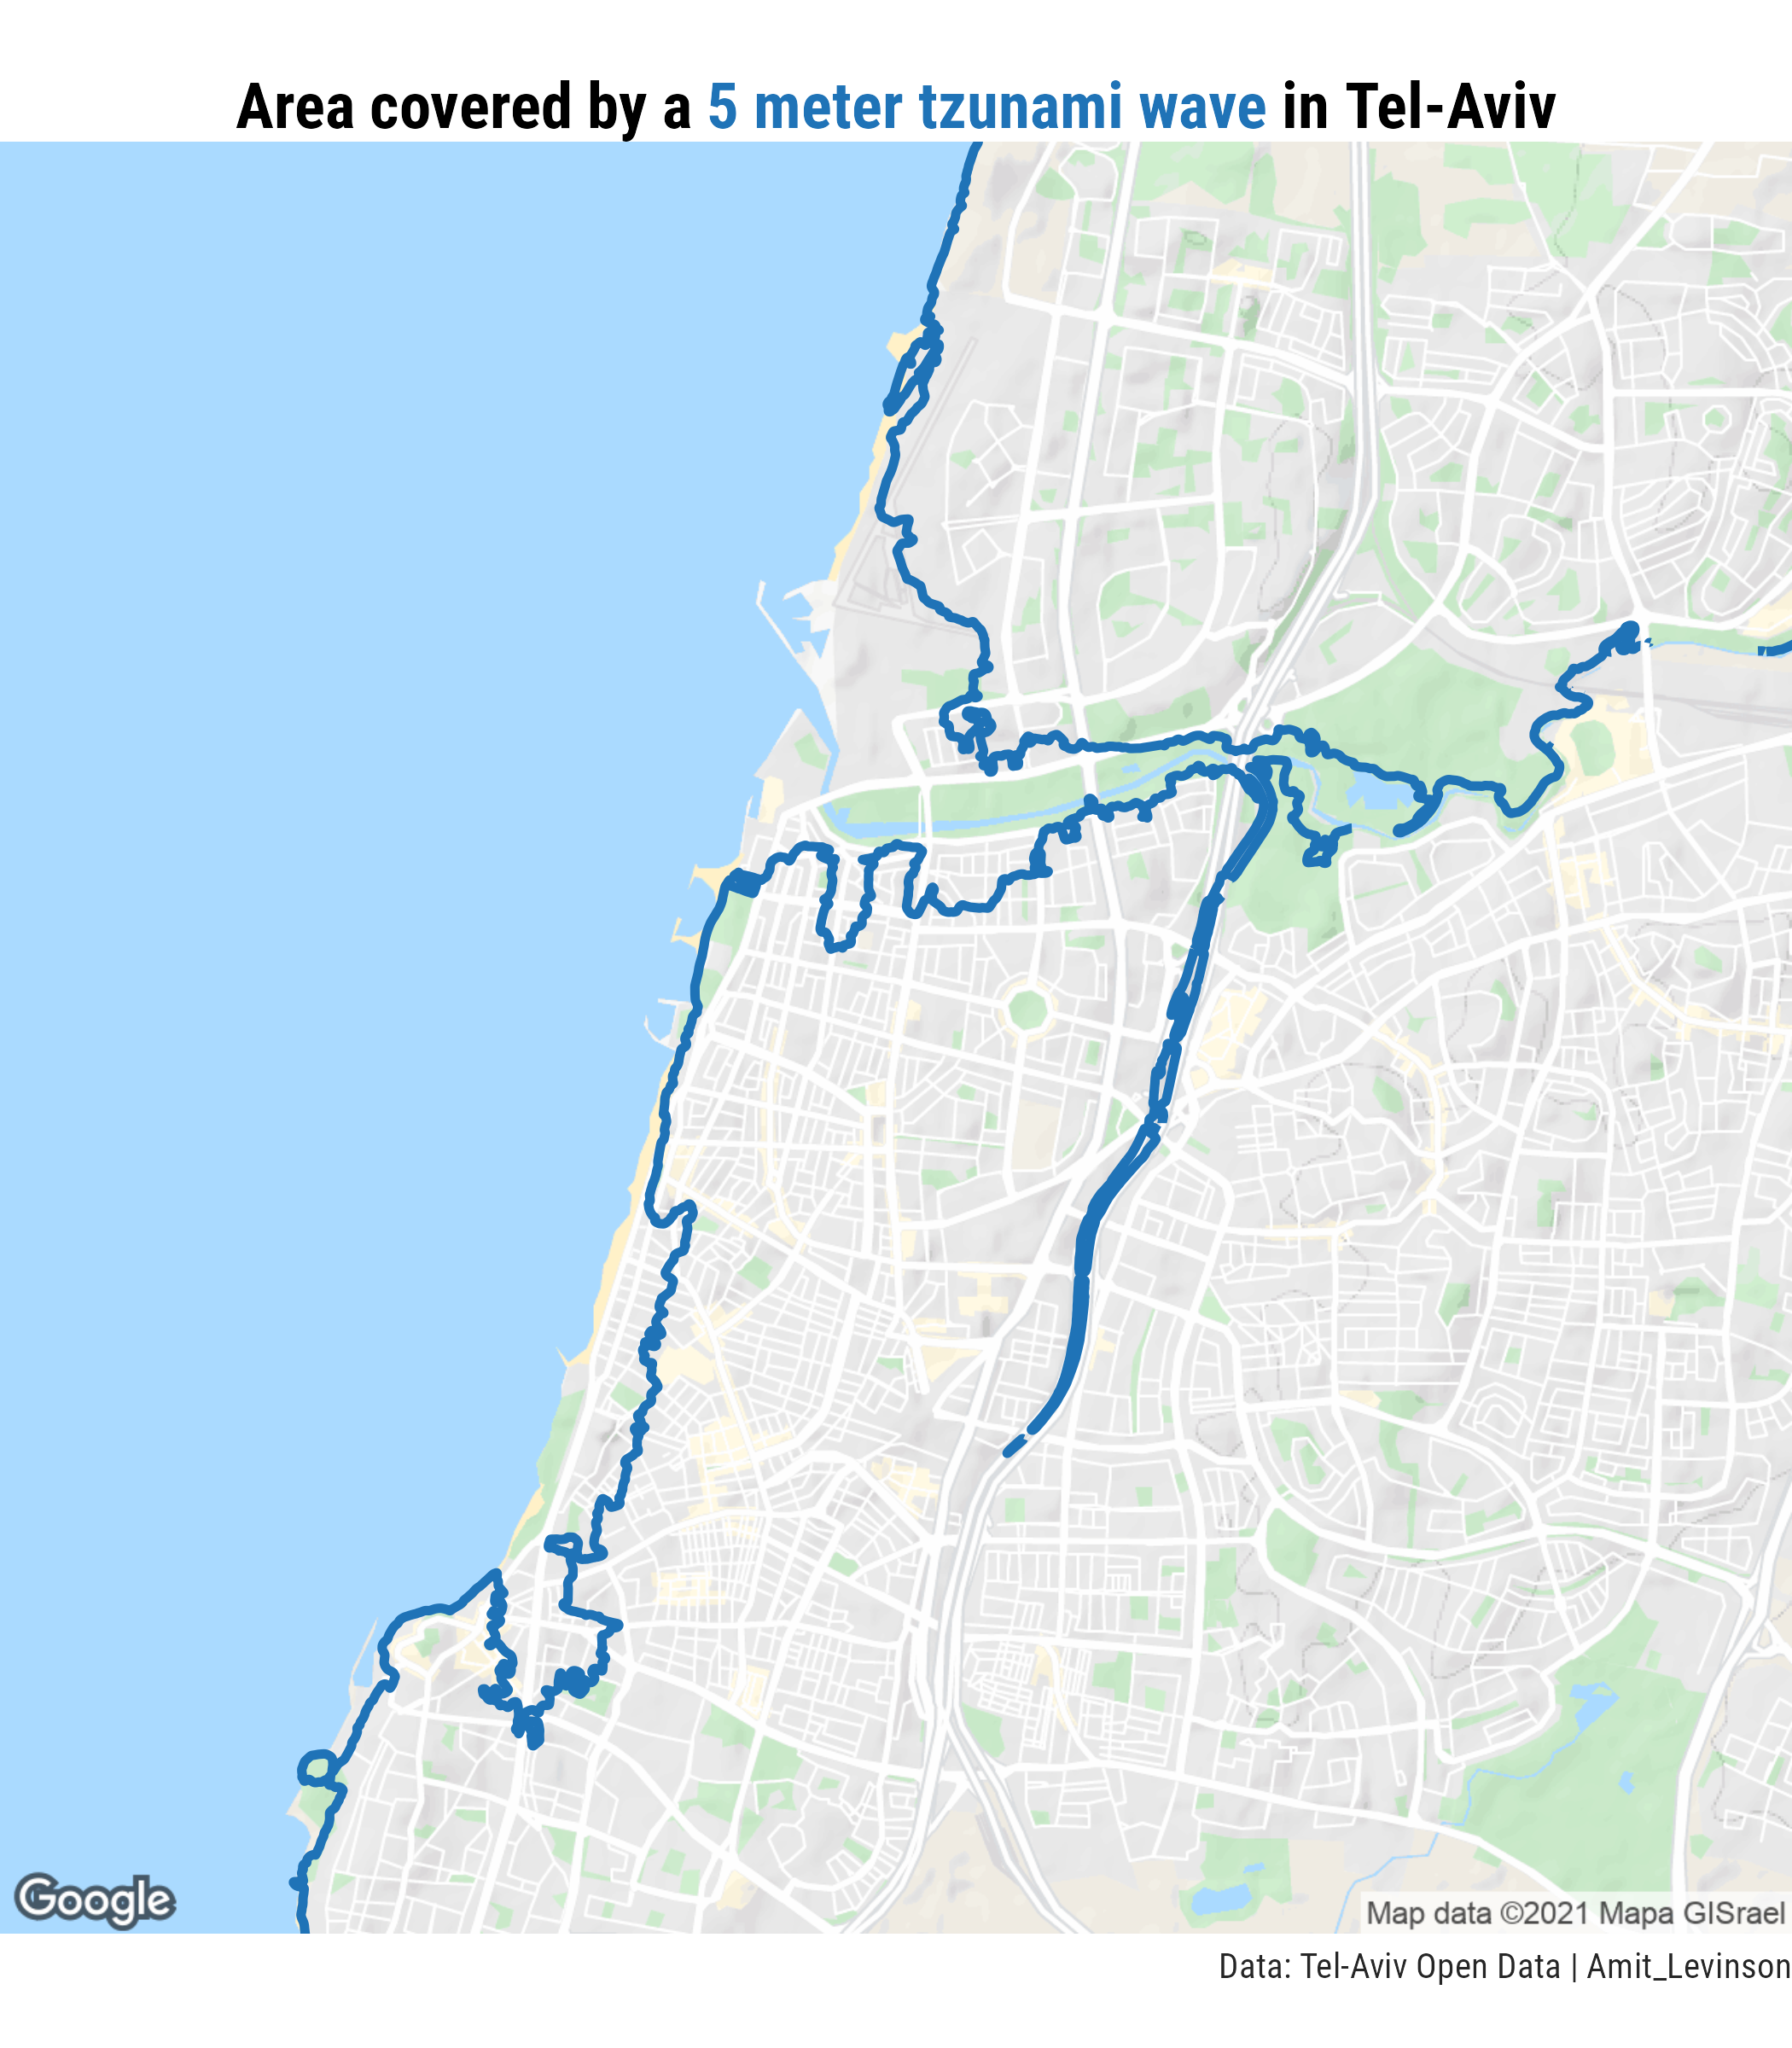 Area covered by a 5 meter tzunami wave in Tel-Aviv
Google
Map data ©2021 Mapa GISrael
Data: Tel-Aviv Open Data | Amit_Levinson